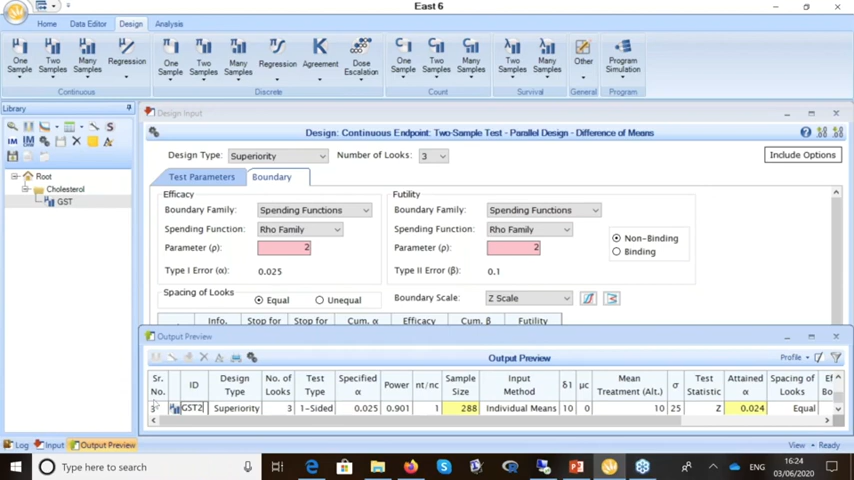 East 6
Home Data Editor Design Analysis
One Sample Two Samples Many Samples Regression One Sample Two Samples Many Samples Regression Agreement Dose Escalation One Sample Two Samples Many Samples Two Samples Many Samples Other Program Simulation
Continuous Discrete Count Survival General Program
Library
Design Input
Design: Continuous Endpoint: Two-Sample Test - Parallel Design - Difference of Means
Design Type: Superiority Number of Looks: 3 Include Options
IM IM
Root
Cholesterol
GST
Test Parameters Boundary
Efficacy Futility
Boundary Family: Spending Functions Boundary Family: Spending Functions
Spending Function: Rho Family Spending Function: Rho Family
Non-Binding
Parameter (ρ): 2 Parameter (ρ): 2
Binding
Type I Error (α): 0.025 Type II Error (β): 0.1
Spacing of Looks
Equal Unequal Boundary Scale: Z Scale
Info. Stop for Stop for Cum. α Efficacy Cum. β Futility
Output Preview
Output Preview Profile
Sr. No. ID Design Type No. of Looks Test Type Specified α Power nt/nc Sample Size Input Method δ1 μc Mean Treatment (Alt.) σ Test Statistic Attained α Spacing of Looks
3 GST2 Superiority 3 1-Sided 0.025 0.901 1 288 Individual Means 10 0 10 25 Z 0.024 Equal
Log Input Output Preview View Ready
Type here to search ENG 16:24
03/06/2020